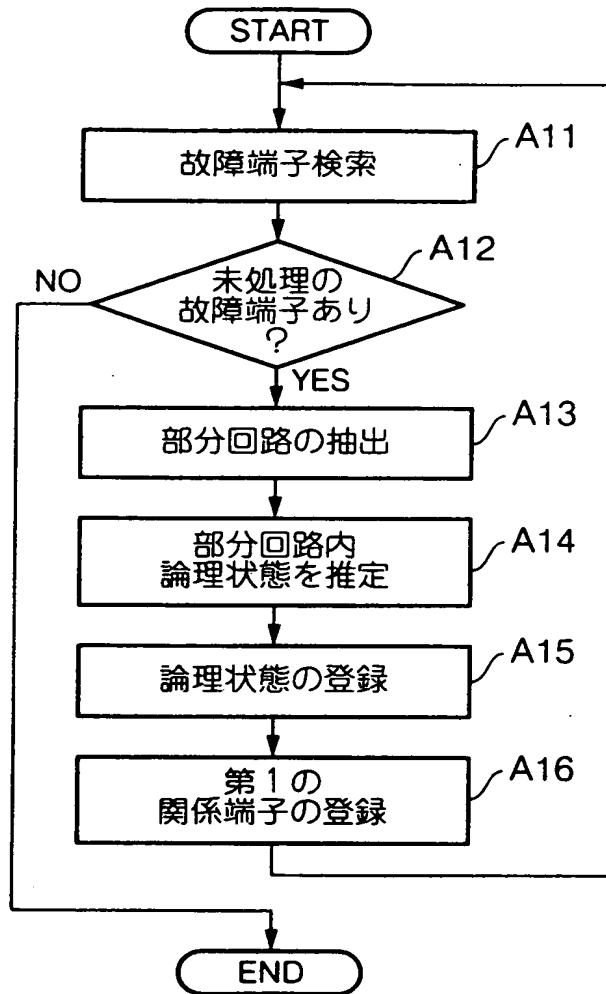 START
A11
故障端子検索
A12
NO
未処理の
故障端子あり
?
YES
A13
部分回路の抽出
A14
部分回路内
論理状態を推定
A15
論理状態の登録
A16
第1の
関係端子の登録
END